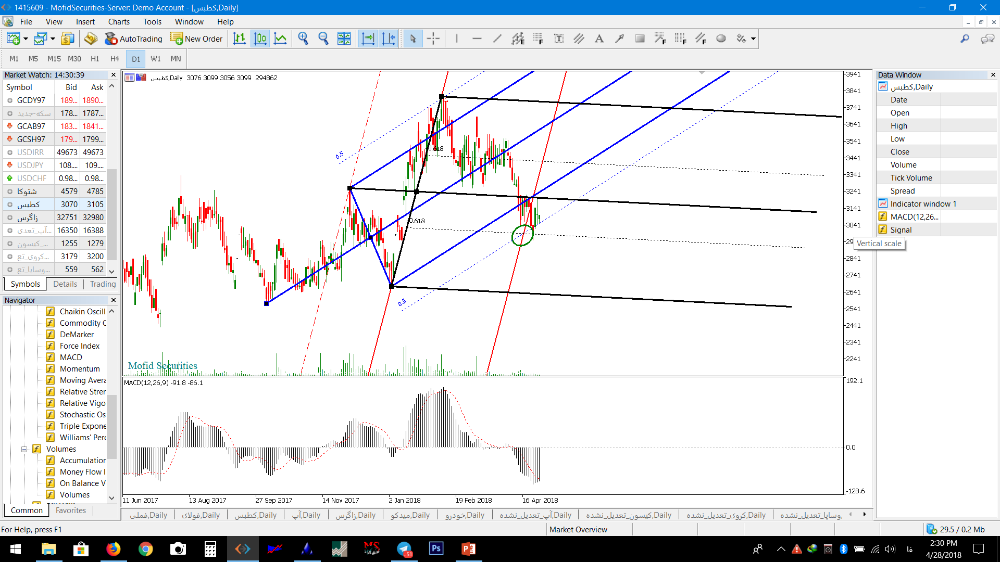 1415609 - MofidSecurities-Server: Demo Account - [کطبس,Daily]
File View Insert Charts Tools Window Help
AutoTrading New Order
M1 M5 M15 M30 H1 H4 D1 W1 MN
Market Watch: 14:30:39
Symbol Bid Ask
GCDY97 189... 1890...
سکه-جدید 178... 1787...
GCAB97 183... 1841...
GCSH97 179... 1799...
USDIRR 49673 49673
USDJPY 108.... 109....
USDCHF 0.98... 0.98...
شتوکا 4579 4785
کطبس 3070 3105
زاگرس 32751 32980
آپ_تعدی... 16350 16388
کیسون_... 1255 1279
کروی_تع... 3179 3200
وساپا_تع... 559 562
Symbols Details Trading
Navigator
Chaikin Oscill
Commodity C
DeMarker
Force Index
MACD
Momentum
Moving Avera
Relative Stren
Relative Vigo
Stochastic Os
Triple Expone
Williams' Perc
Volumes
Accumulation
Money Flow I
On Balance V
Volumes
Common Favorites
کطبس,Daily 3076 3099 3056 3099 294862
0.5
0.618
0.618
0.5
Mofid Securities
3941
3841
3741
3641
3541
3441
3341
3241
3141
3041
29
2841
2741
2641
2541
2441
2341
2241
MACD(12,26,9) -91.8 -86.1
192.1
0.0
-128.6
11 Jun 2017 13 Aug 2017 27 Sep 2017 14 Nov 2017 2 Jan 2018 19 Feb 2018 16 Apr 2018
فملی,Daily فولای,Daily کطبس,Daily آپ,Daily زاگرس,Daily میدکو,Daily خودرو,Daily آپ_تعدیل_نشده,Daily کیسون_تعدیل_نشده,Daily کروی_تعدیل_نشده,Daily وساپا_تعدیل_نشده,
Data Window
کطبس,Daily
Date
Open
High
Low
Close
Volume
Tick Volume
Spread
Indicator window 1
MACD(12,26...
Signal
Vertical scale
For Help, press F1 Market Overview 29.5 / 0.2 Mb
51
Ps
فا
2:30 PM
4/28/2018